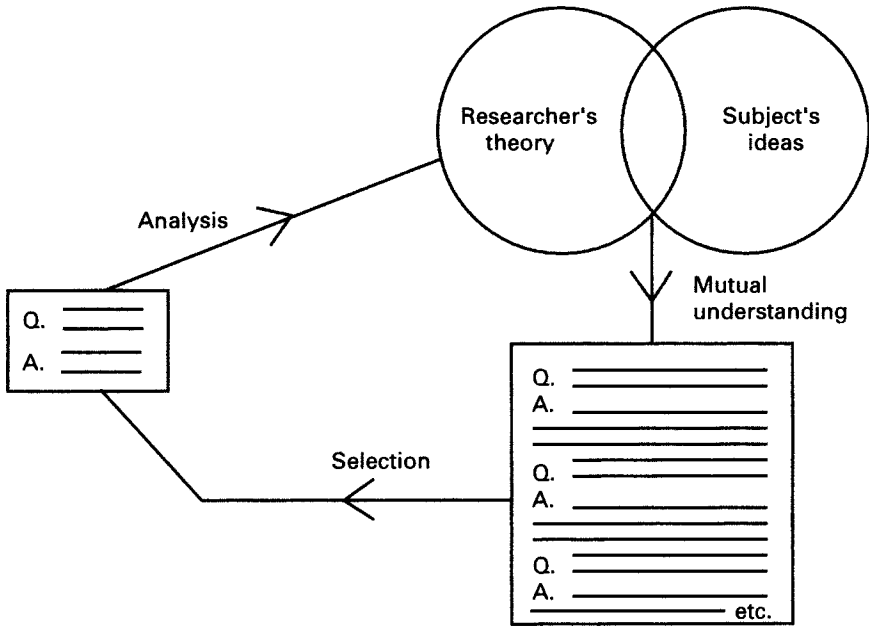 Researcher's
theory
Subject's
ideas
Analysis
Mutual
understanding
Q.
A.
Selection
Q.
A.
Q.
A.
Q.
A.
etc.